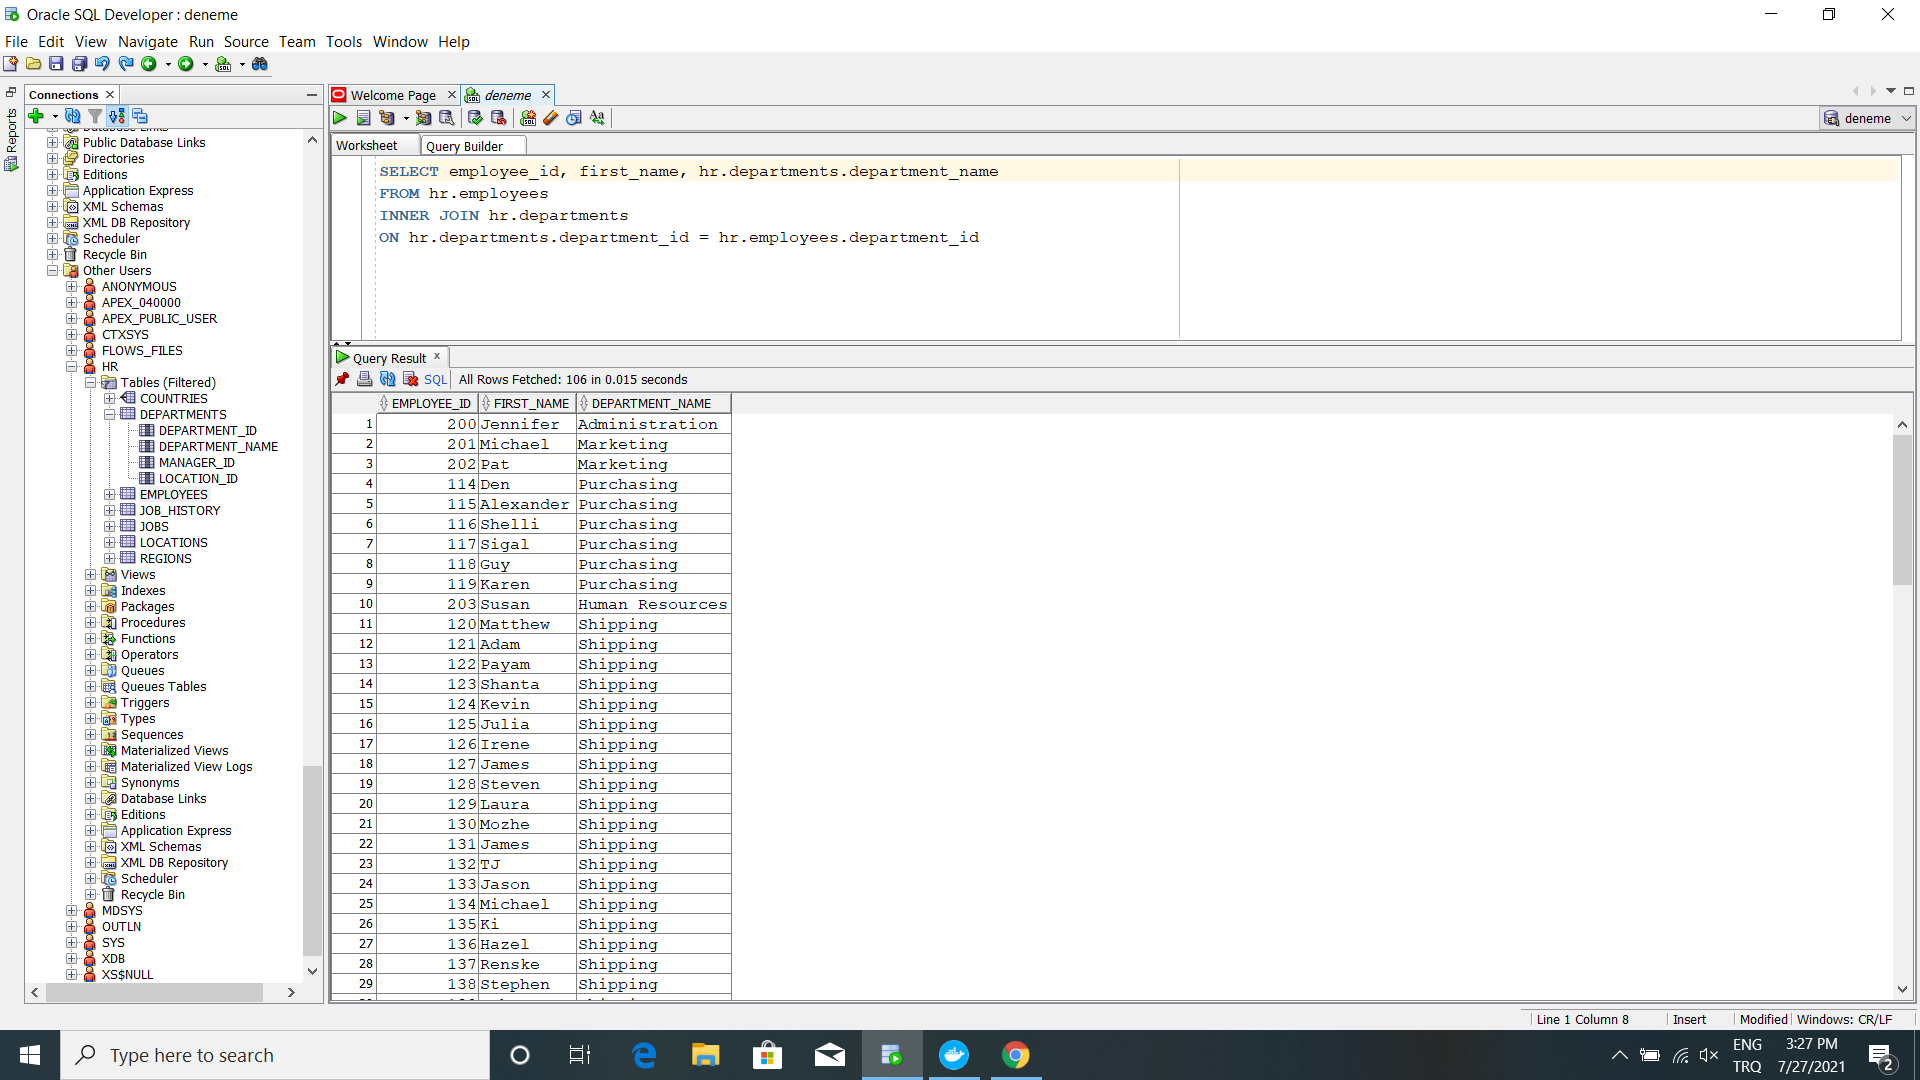 Oracle SQL Developer : deneme
File Edit View Navigate Run Source Team Tools Window Help
Reports
Connections
Database Links
Public Database Links
Directories
Editions
Application Express
XML Schemas
XML DB Repository
Scheduler
Recycle Bin
Other Users
ANONYMOUS
APEX_040000
APEX_PUBLIC_USER
CTXSYS
FLOWS_FILES
HR
Tables (Filtered)
COUNTRIES
DEPARTMENTS
DEPARTMENT_ID
DEPARTMENT_NAME
MANAGER_ID
LOCATION_ID
EMPLOYEES
JOB_HISTORY
JOBS
LOCATIONS
REGIONS
Views
Indexes
Packages
Procedures
Functions
Operators
Queues
Queues Tables
Triggers
Types
Sequences
Materialized Views
Materialized View Logs
Synonyms
Database Links
Editions
Application Express
XML Schemas
XML DB Repository
Scheduler
Recycle Bin
MDSYS
OUTLN
SYS
XDB
XS$NULL
Welcome Page deneme
deneme
Worksheet Query Builder
SELECT employee_id, first_name, hr.departments.department_name
FROM hr.employees
INNER JOIN hr.departments
ON hr.departments.department_id = hr.employees.department_id
Query Result
SQL All Rows Fetched: 106 in 0.015 seconds
EMPLOYEE_ID FIRST_NAME DEPARTMENT_NAME
1 200 Jennifer Administration
2 201 Michael Marketing
3 202 Pat Marketing
4 114 Den Purchasing
5 115 Alexander Purchasing
6 116 Shelli Purchasing
7 117 Sigal Purchasing
8 118 Guy Purchasing
9 119 Karen Purchasing
10 203 Susan Human Resources
11 120 Matthew Shipping
12 121 Adam Shipping
13 122 Payam Shipping
14 123 Shanta Shipping
15 124 Kevin Shipping
16 125 Julia Shipping
17 126 Irene Shipping
18 127 James Shipping
19 128 Steven Shipping
20 129 Laura Shipping
21 130 Mozhe Shipping
22 131 James Shipping
23 132 TJ Shipping
24 133 Jason Shipping
25 134 Michael Shipping
26 135 Ki Shipping
27 136 Hazel Shipping
28 137 Renske Shipping
29 138 Stephen Shipping
Line 1 Column 8 Insert Modified Windows: CR/LF
Type here to search
ENG
TRQ
3:27 PM
7/27/2021
2